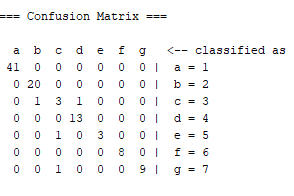 === Confusion Matrix ===
a b c d e f g <-- classified as
41 0 0 0 0 0 0 | a = 1
0 20 0 0 0 0 0 | b = 2
0 1 3 1 0 0 0 | c = 3
0 0 0 13 0 0 0 | d = 4
0 0 1 0 3 0 0 | e = 5
0 0 0 0 0 8 0 | f = 6
0 0 1 0 0 0 9 | g = 7